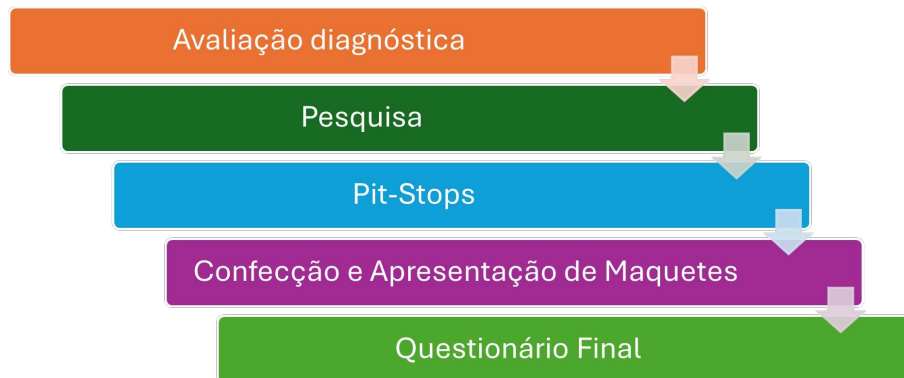 Avaliação diagnóstica
Pesquisa
Pit-Stops
Confecção e Apresentação de Maquetes
Questionário Final